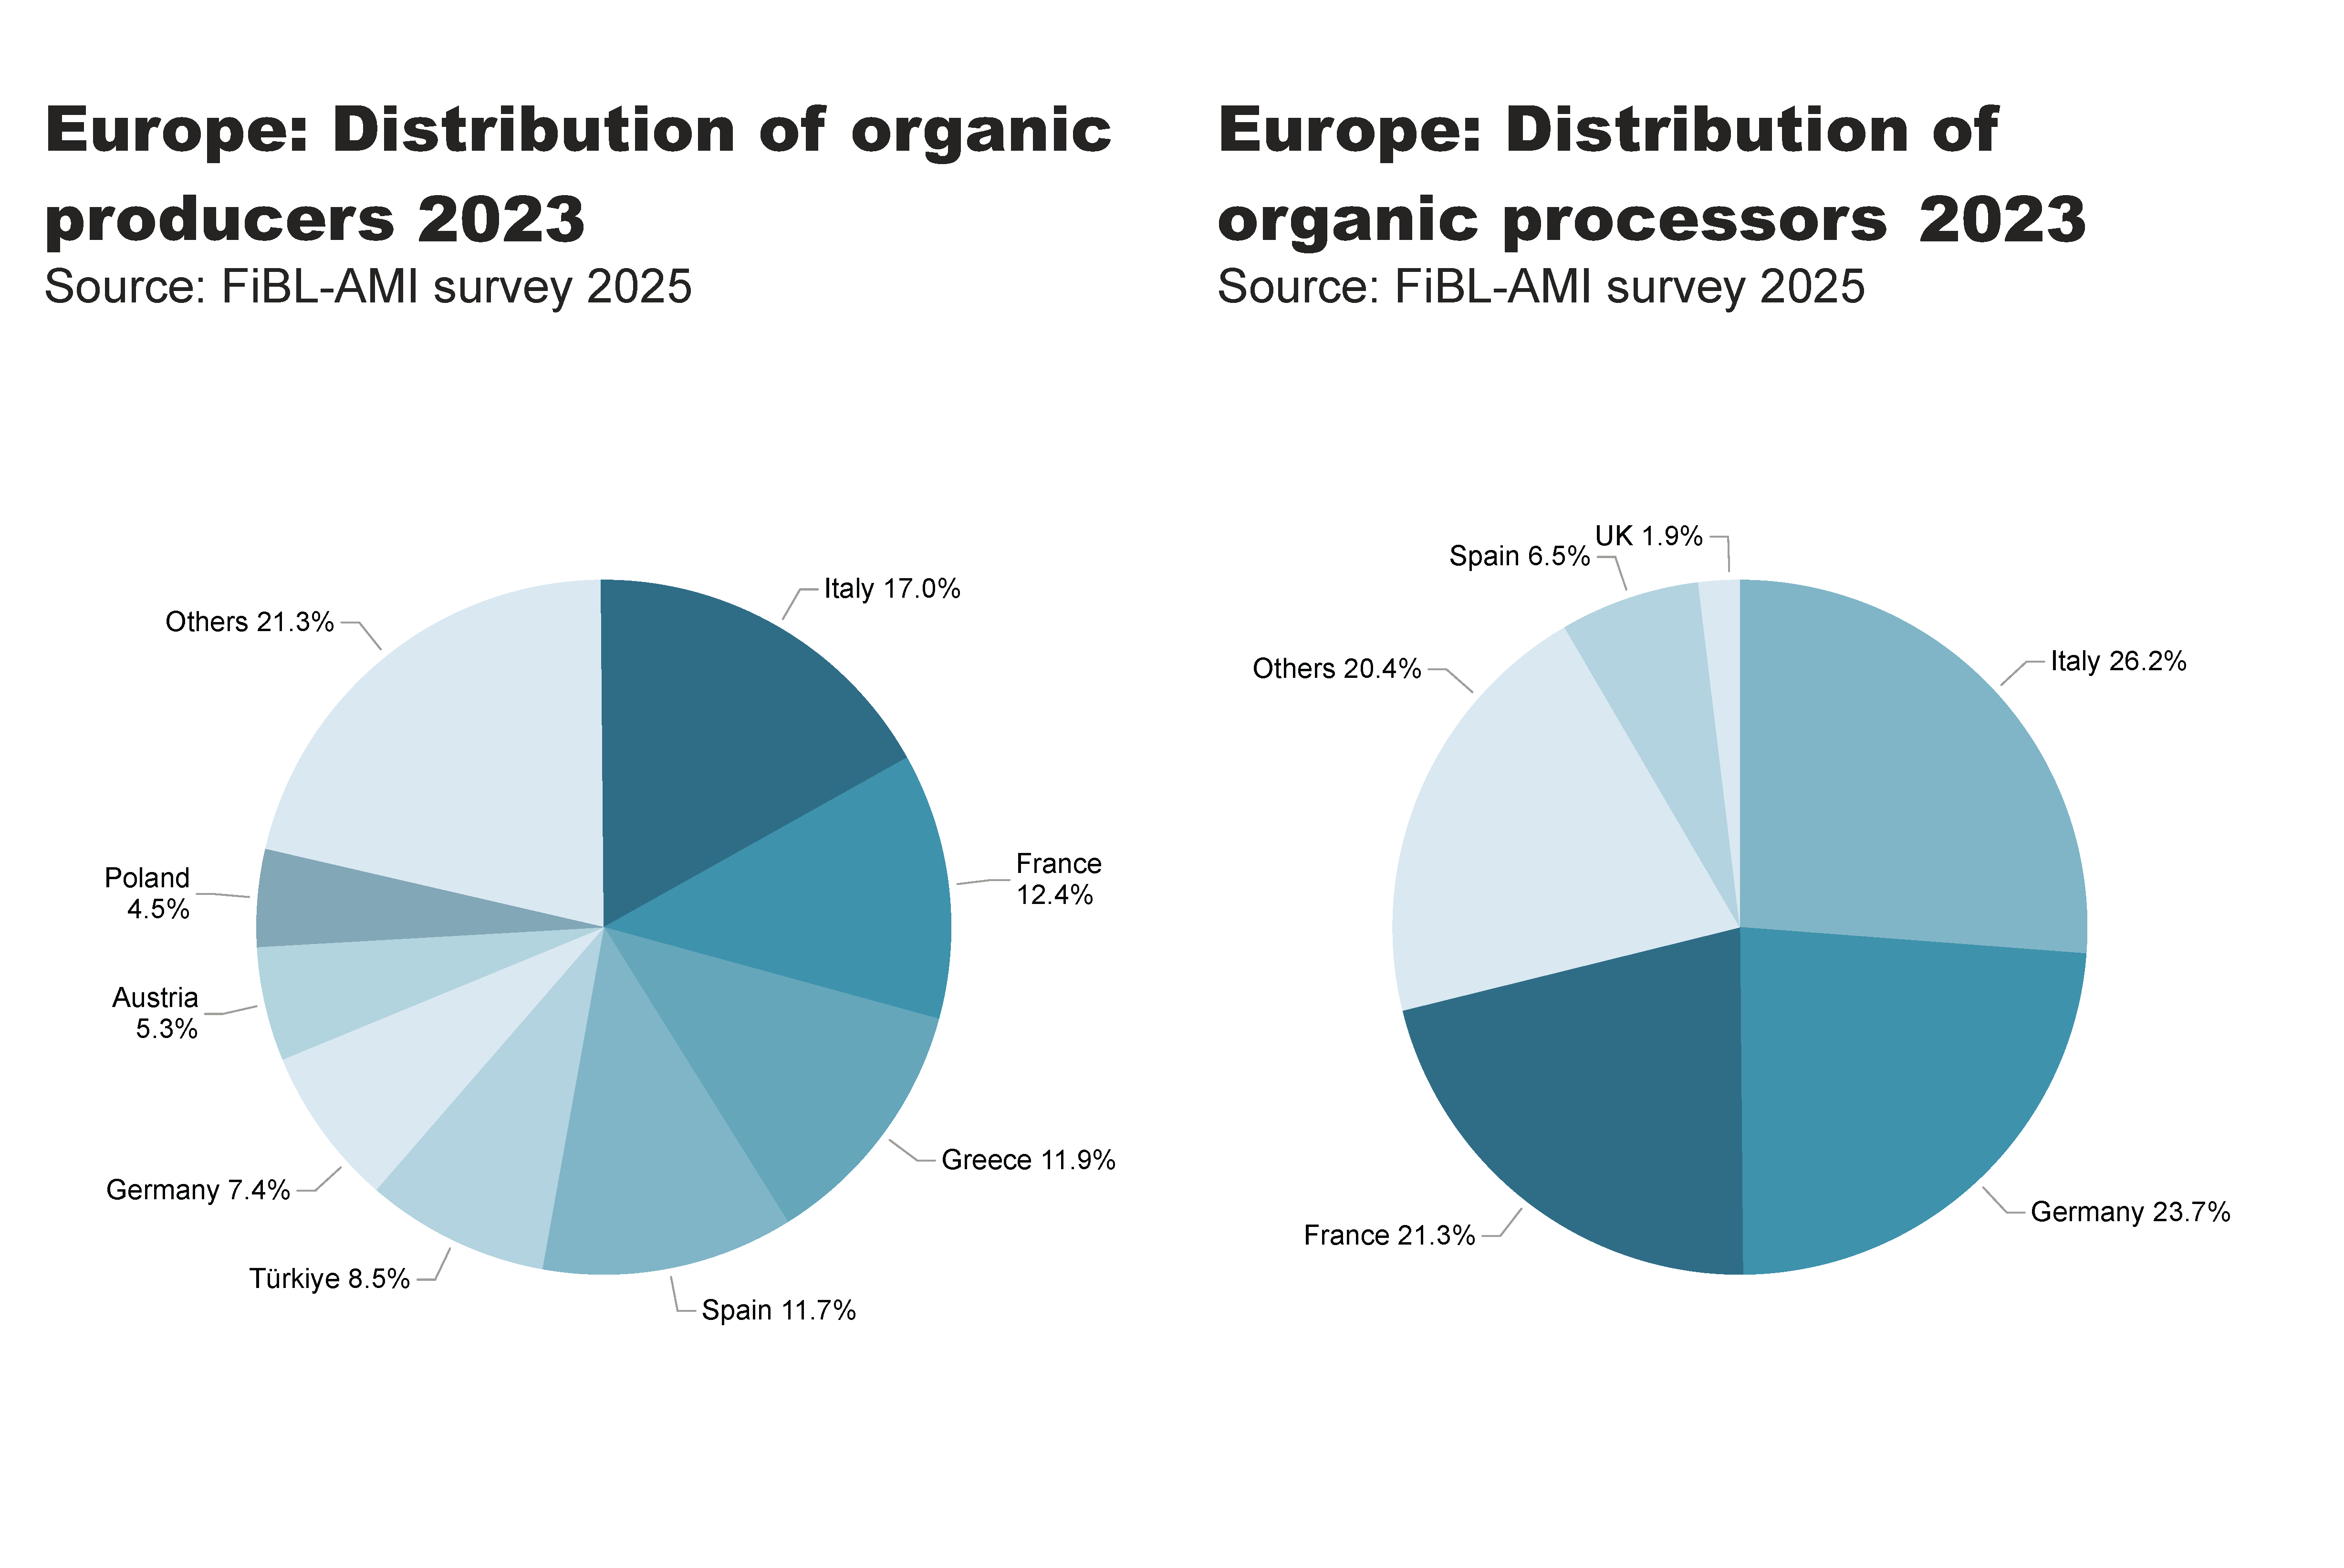 Europe: Distribution of organic
producers 2023
Source: FiBL-AMI survey 2025
Italy 17.0%
France
12.4%
Greece 11.9%
Spain 11.7%
Türkiye 8.5%
Germany 7.4%
Austria
5.3%
Poland
4.5%
Others 21.3%
Europe: Distribution of
organic processors 2023
Source: FiBL-AMI survey 2025
Italy 26.2%
Germany 23.7%
France 21.3%
Others 20.4%
Spain 6.5%
UK 1.9%